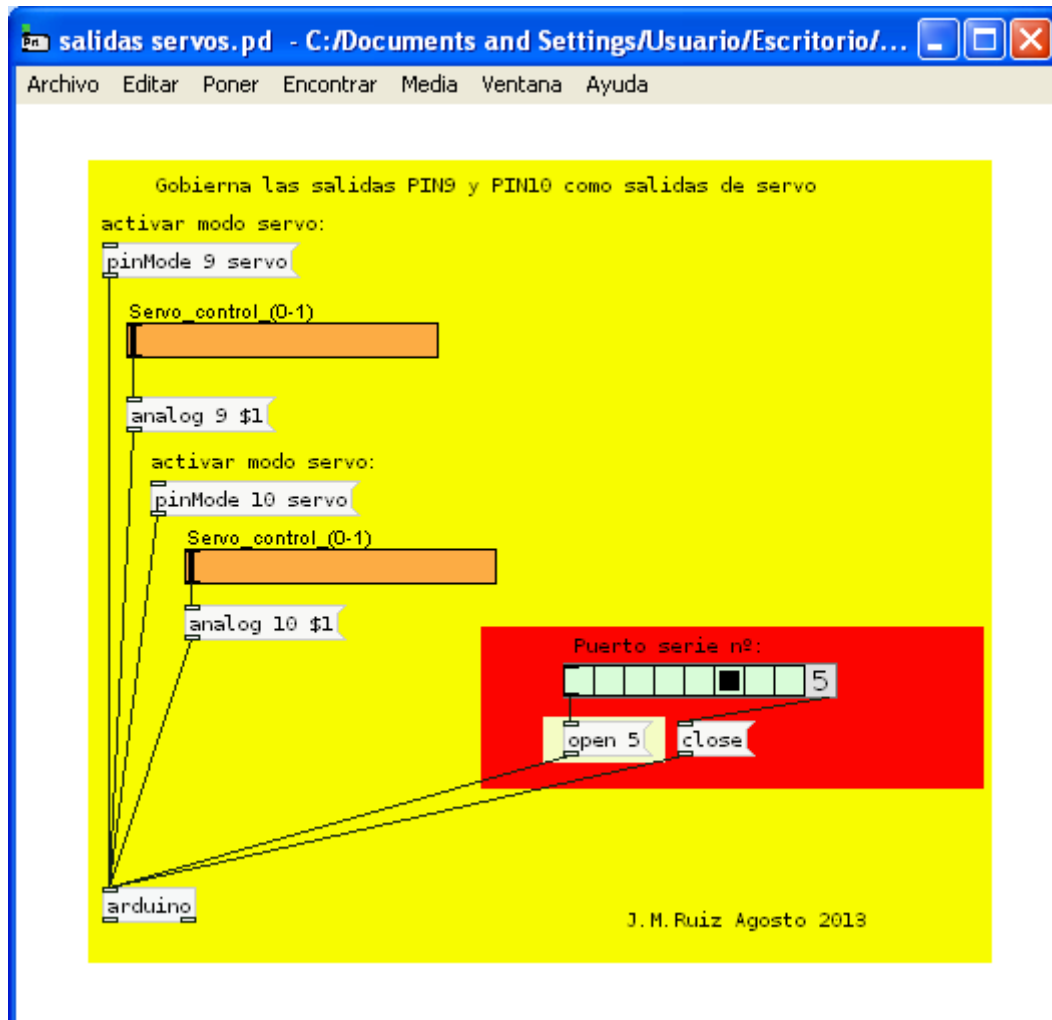 salidas servos.pd - C:/Documents and Settings/Usuario/Escritorio/...
Archivo Editar Poner Encontrar Media Ventana Ayuda
Gobierna las salidas PIN9 y PIN10 como salidas de servo
activar modo servo:
pinMode 9 servo
Servo_control_(0-1)
analog 9 $1
activar modo servo:
pinMode 10 servo
Servo_control_(0-1)
analog 10 $1
Puerto serie nº:
5
open 5 close
arduino
J.M.Ruiz Agosto 2013